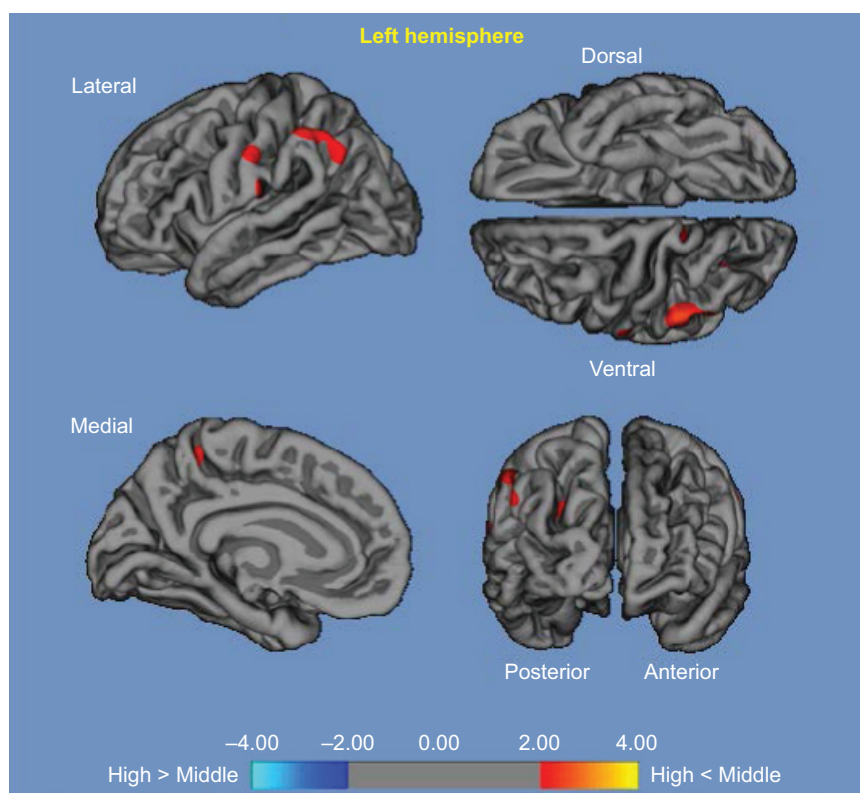 Left hemisphere
Lateral
Dorsal
Ventral
Medial
Posterior
Anterior
–4.00 –2.00 0.00 2.00 4.00
High > Middle High < Middle